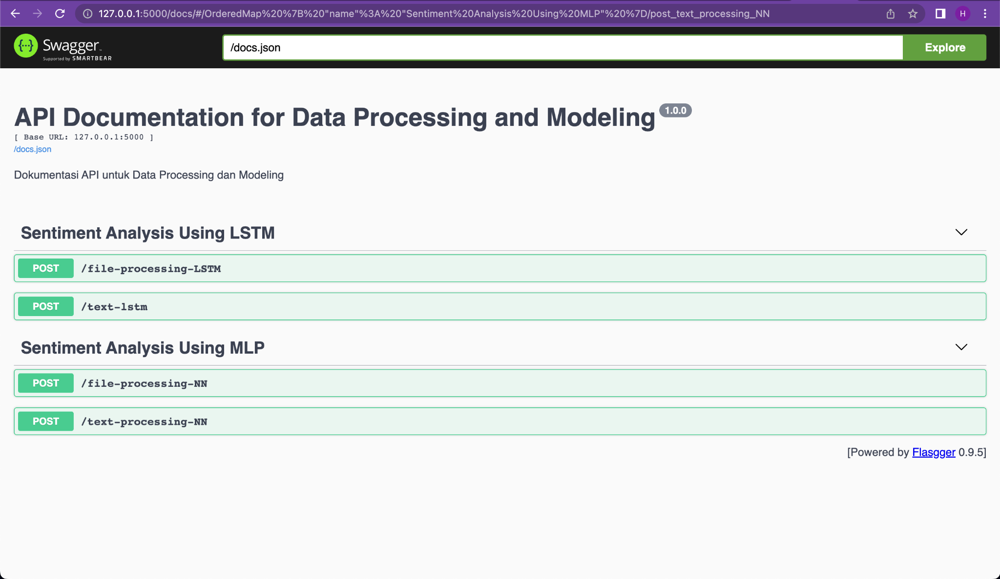 127.0.0.1:5000/docs/#/OrderedMap%20%7B%20"name"%3A%20"Sentiment%20Analysis%20Using%20MLP"%20%7D/post_text_processing_NN
H
{···} Swagger™
Supported by SMARTBEAR
/docs.json
Explore
API Documentation for Data Processing and Modeling 1.0.0
[ Base URL: 127.0.0.1:5000 ]
/docs.json
Dokumentasi API untuk Data Processing dan Modeling
Sentiment Analysis Using LSTM
POST /file-processing-LSTM
POST /text-lstm
Sentiment Analysis Using MLP
POST /file-processing-NN
POST /text-processing-NN
[Powered by Flasgger 0.9.5]